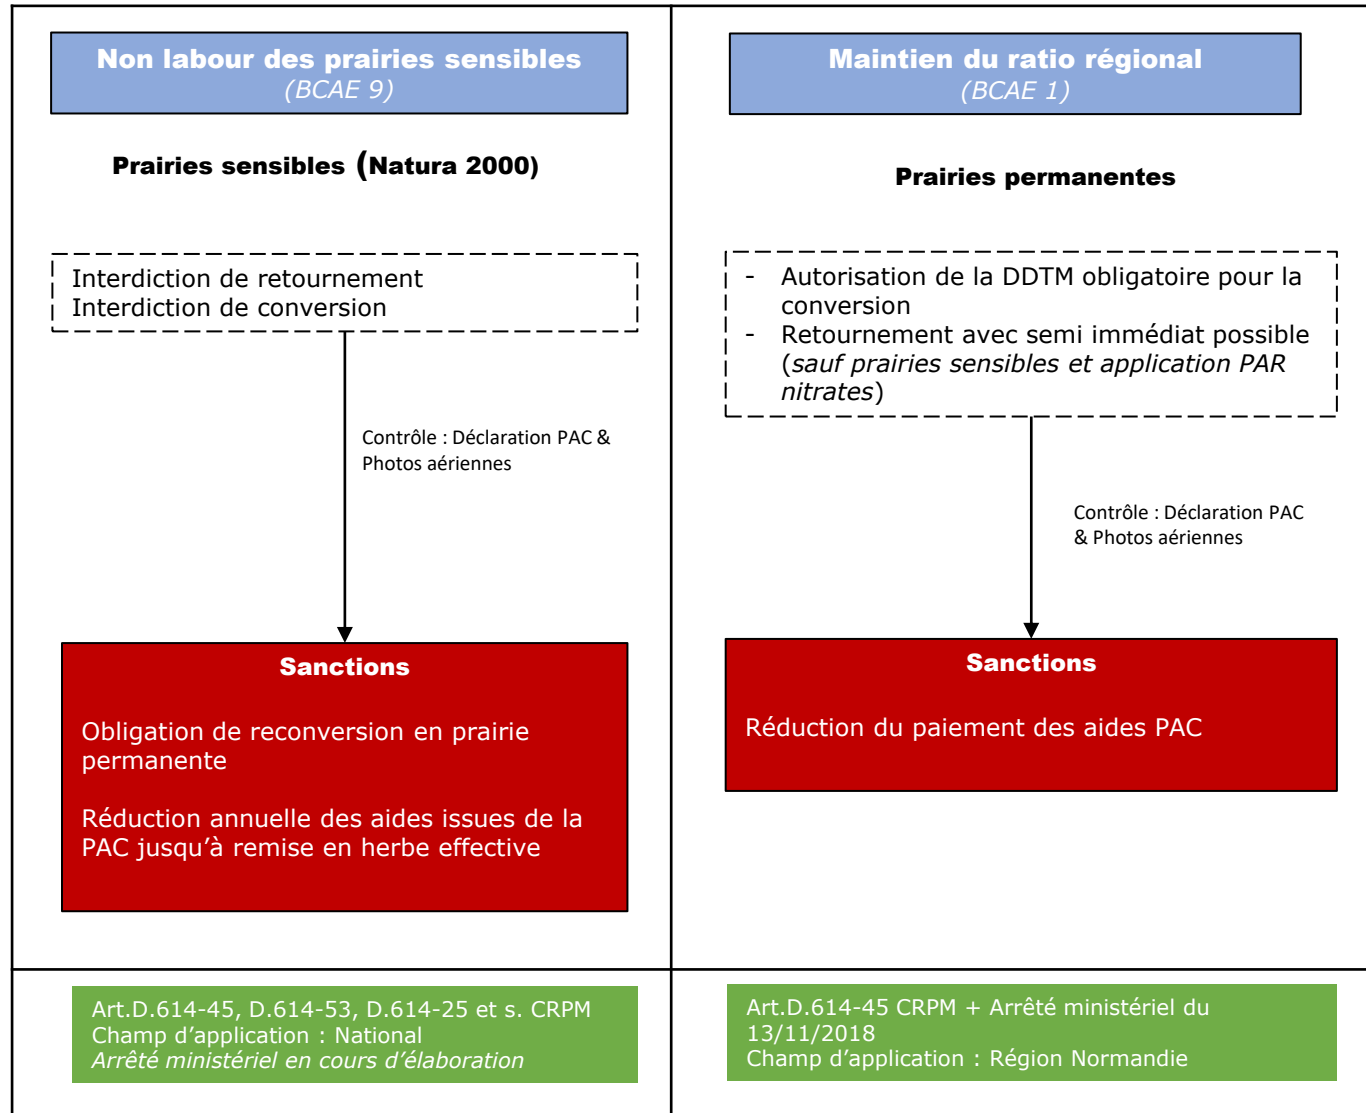 Non labour des prairies sensibles
(BCAE 9)
Prairies sensibles (Natura 2000)
Interdiction de retournement
Interdiction de conversion
Contrôle : Déclaration PAC &
Photos aériennes
Sanctions
Obligation de reconversion en prairie
permanente
Réduction annuelle des aides issues de la
PAC jusqu’à remise en herbe effective
Art.D.614-45, D.614-53, D.614-25 et s. CRPM
Champ d’application : National
Arrêté ministériel en cours d’élaboration
Maintien du ratio régional
(BCAE 1)
Prairies permanentes
- Autorisation de la DDTM obligatoire pour la
conversion
- Retournement avec semi immédiat possible
(sauf prairies sensibles et application PAR
nitrates)
Contrôle : Déclaration PAC
& Photos aériennes
Sanctions
Réduction du paiement des aides PAC
Art.D.614-45 CRPM + Arrêté ministériel du
13/11/2018
Champ d’application : Région Normandie